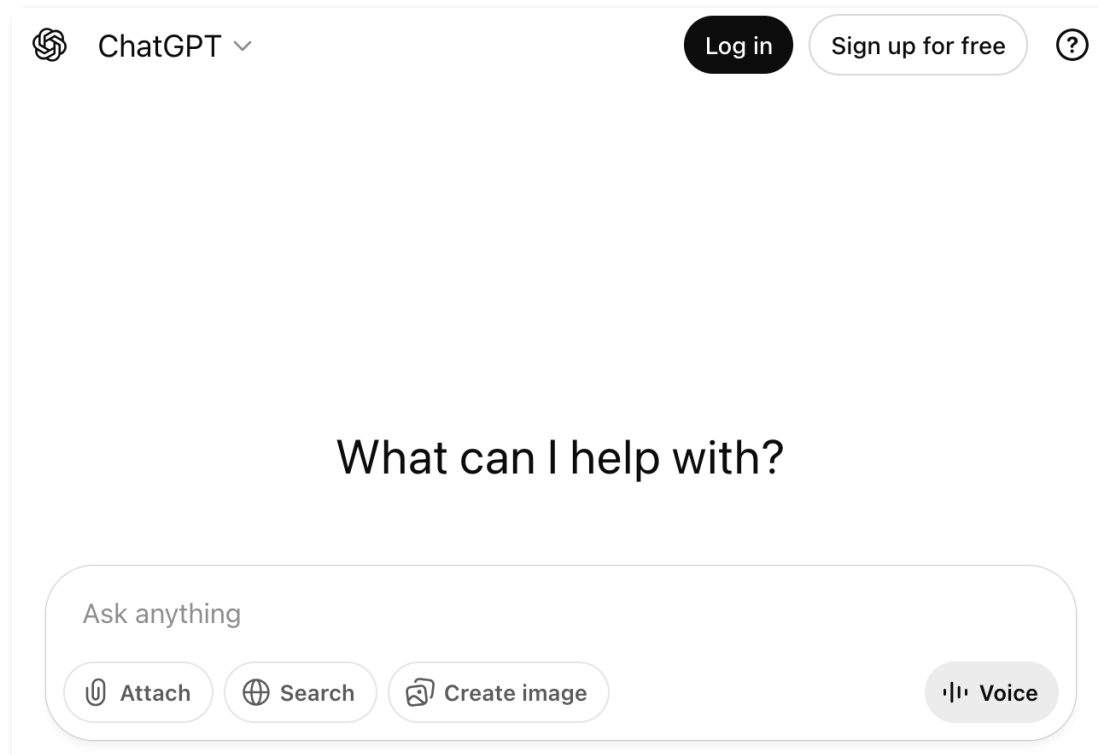 ChatGPT Log in Sign up for free ?
What can I help with?
Ask anything
Attach Search Create image Voice